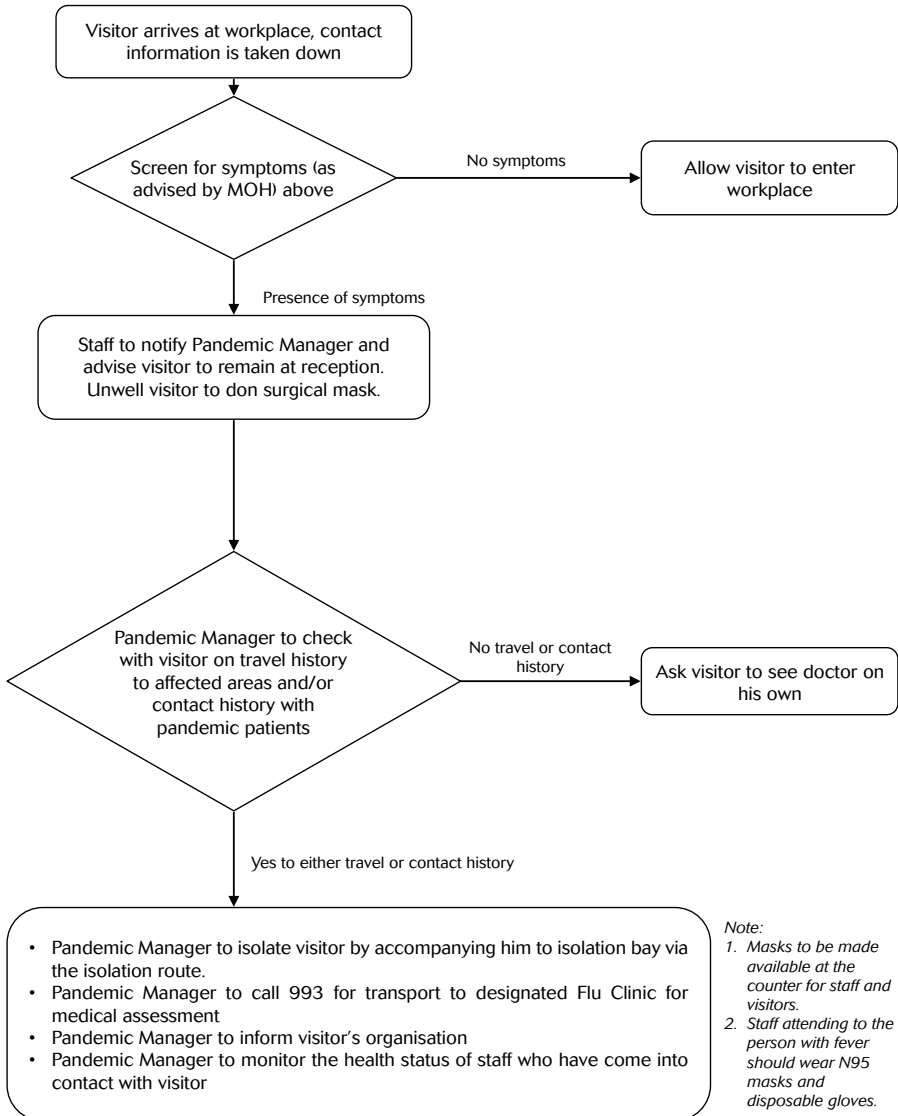 Visitor arrives at workplace, contact
information is taken down
Screen for symptoms (as
advised by MOH) above
No symptoms
Allow visitor to enter
workplace
Presence of symptoms
Staff to notify Pandemic Manager and
advise visitor to remain at reception.
Unwell visitor to don surgical mask.
Pandemic Manager to check
with visitor on travel history
to affected areas and/or
contact history with
pandemic patients
No travel or contact
history
Ask visitor to see doctor on
his own
Yes to either travel or contact history
• Pandemic Manager to isolate visitor by accompanying him to isolation bay via
the isolation route.
• Pandemic Manager to call 993 for transport to designated Flu Clinic for
medical assessment
• Pandemic Manager to inform visitor’s organisation
• Pandemic Manager to monitor the health status of staff who have come into
contact with visitor
Note:
1. Masks to be made
available at the
counter for staff and
visitors.
2. Staff attending to the
person with fever
should wear N95
masks and
disposable gloves.